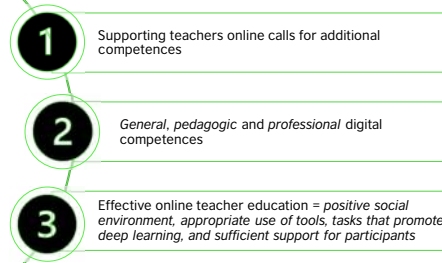 1
Supporting teachers online calls for additional
competences
2
General, pedagogic and professional digital
competences
3
Effective online teacher education = positive social
environment, appropriate use of tools, tasks that promote
deep learning, and sufficient support for participants